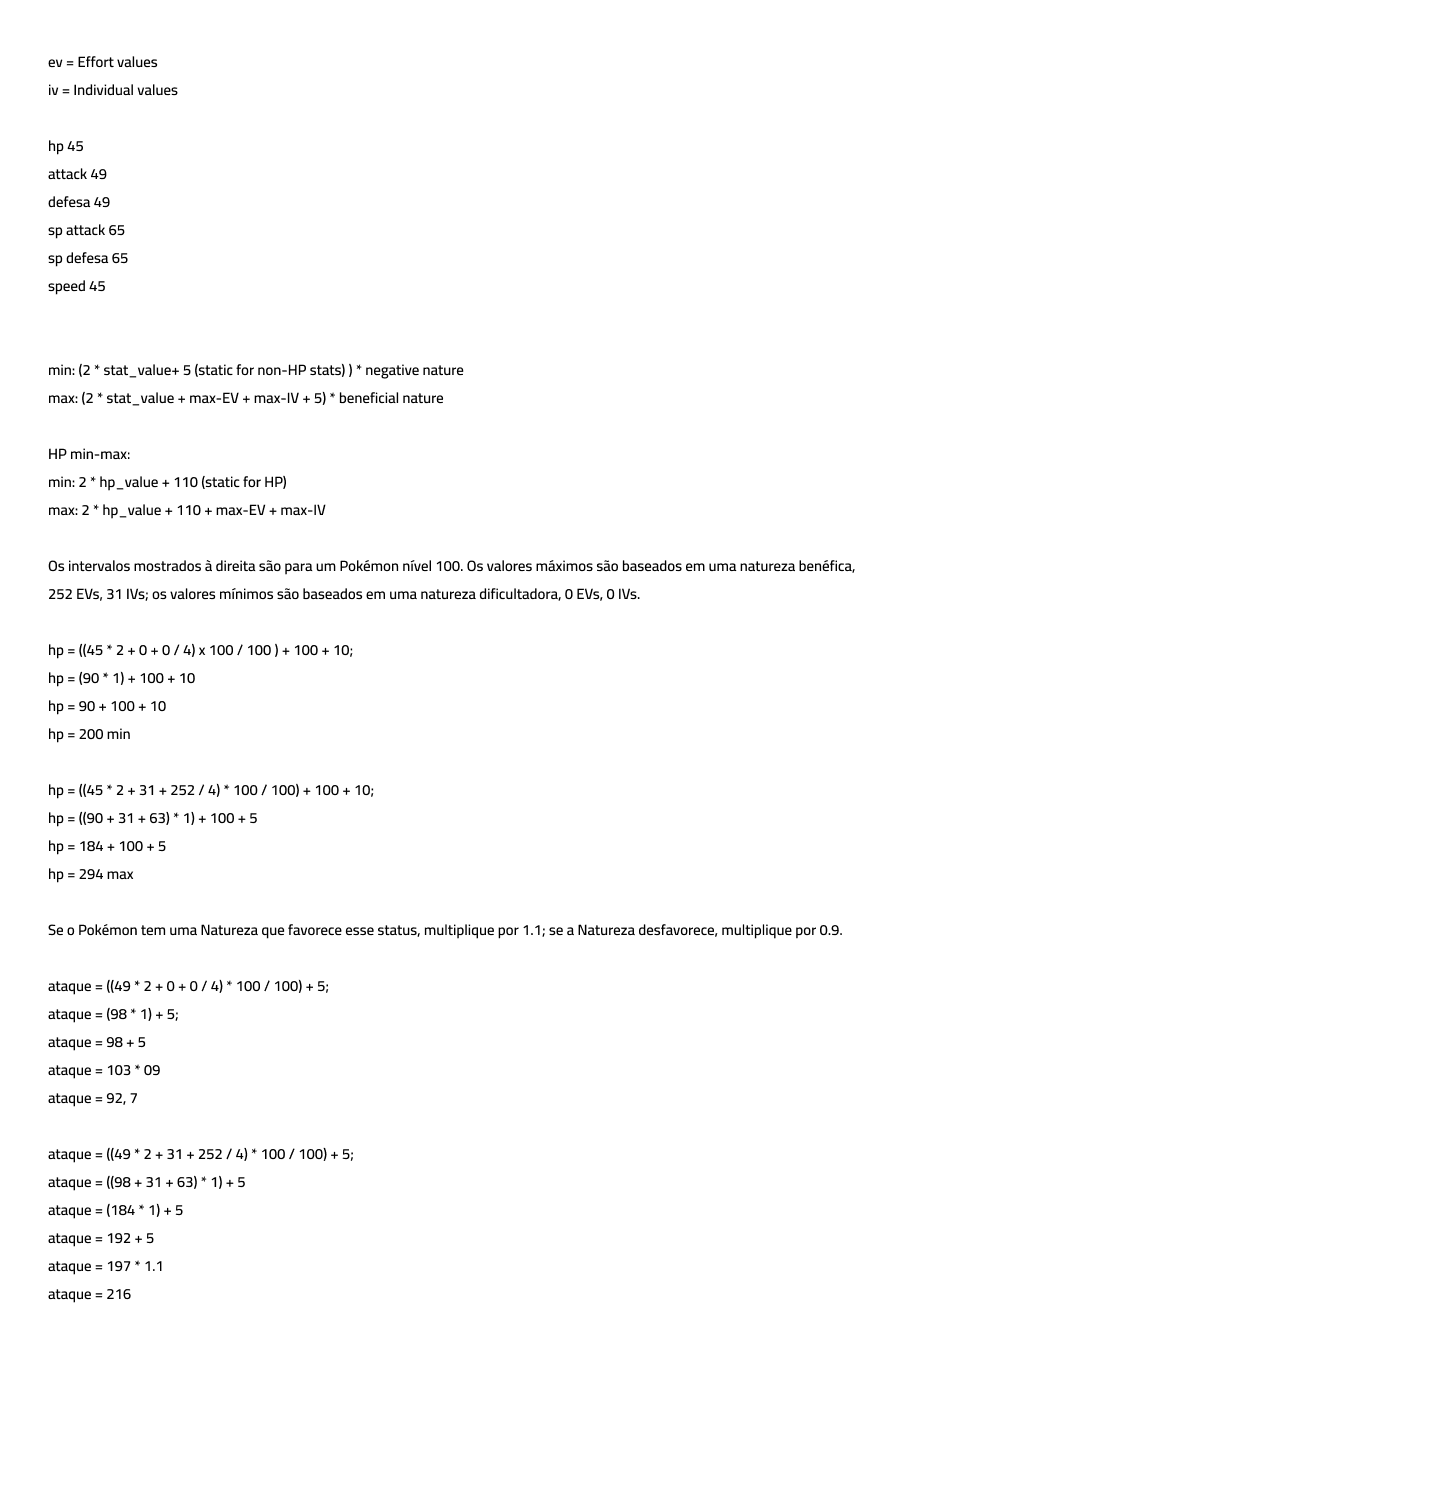 ev = Effort values
iv = Individual values
hp 45
attack 49
defesa 49
sp attack 65
sp defesa 65
speed 45
min: (2 * stat_value+ 5 (static for non-HP stats) ) * negative nature
max: (2 * stat_value + max-EV + max-IV + 5) * beneficial nature
HP min-max:
min: 2 * hp_value + 110 (static for HP)
max: 2 * hp_value + 110 + max-EV + max-IV
Os intervalos mostrados à direita são para um Pokémon nível 100. Os valores máximos são baseados em uma natureza benéfica,
252 EVs, 31 IVs; os valores mínimos são baseados em uma natureza dificultadora, 0 EVs, 0 IVs.
hp = ((45 * 2 + 0 + 0 / 4) x 100 / 100 ) + 100 + 10;
hp = (90 * 1) + 100 + 10
hp = 90 + 100 + 10
hp = 200 min
hp = ((45 * 2 + 31 + 252 / 4) * 100 / 100) + 100 + 10;
hp = ((90 + 31 + 63) * 1) + 100 + 5
hp = 184 + 100 + 5
hp = 294 max
Se o Pokémon tem uma Natureza que favorece esse status, multiplique por 1.1; se a Natureza desfavorece, multiplique por 0.9.
ataque = ((49 * 2 + 0 + 0 / 4) * 100 / 100) + 5;
ataque = (98 * 1) + 5;
ataque = 98 + 5
ataque = 103 * 09
ataque = 92, 7
ataque = ((49 * 2 + 31 + 252 / 4) * 100 / 100) + 5;
ataque = ((98 + 31 + 63) * 1) + 5
ataque = (184 * 1) + 5
ataque = 192 + 5
ataque = 197 * 1.1
ataque = 216